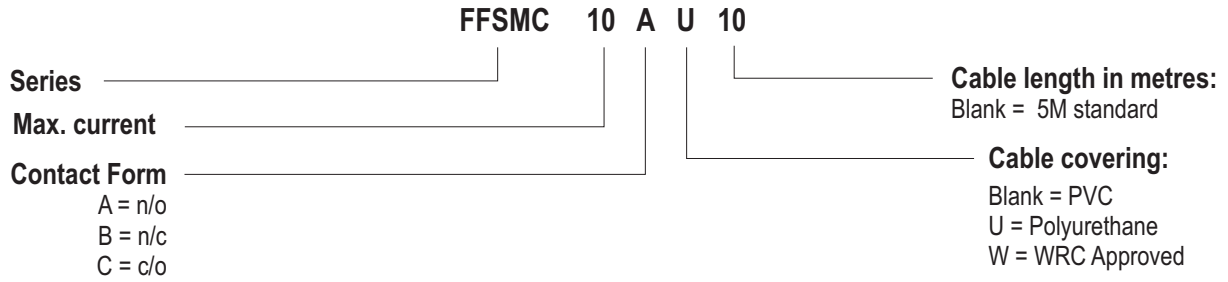 FFSMC 10 A U 10
Series
Max. current
Contact Form
A = n/o
B = n/c
C = c/o
Cable length in metres:
Blank = 5M standard
Cable covering:
Blank = PVC
U = Polyurethane
W = WRC Approved